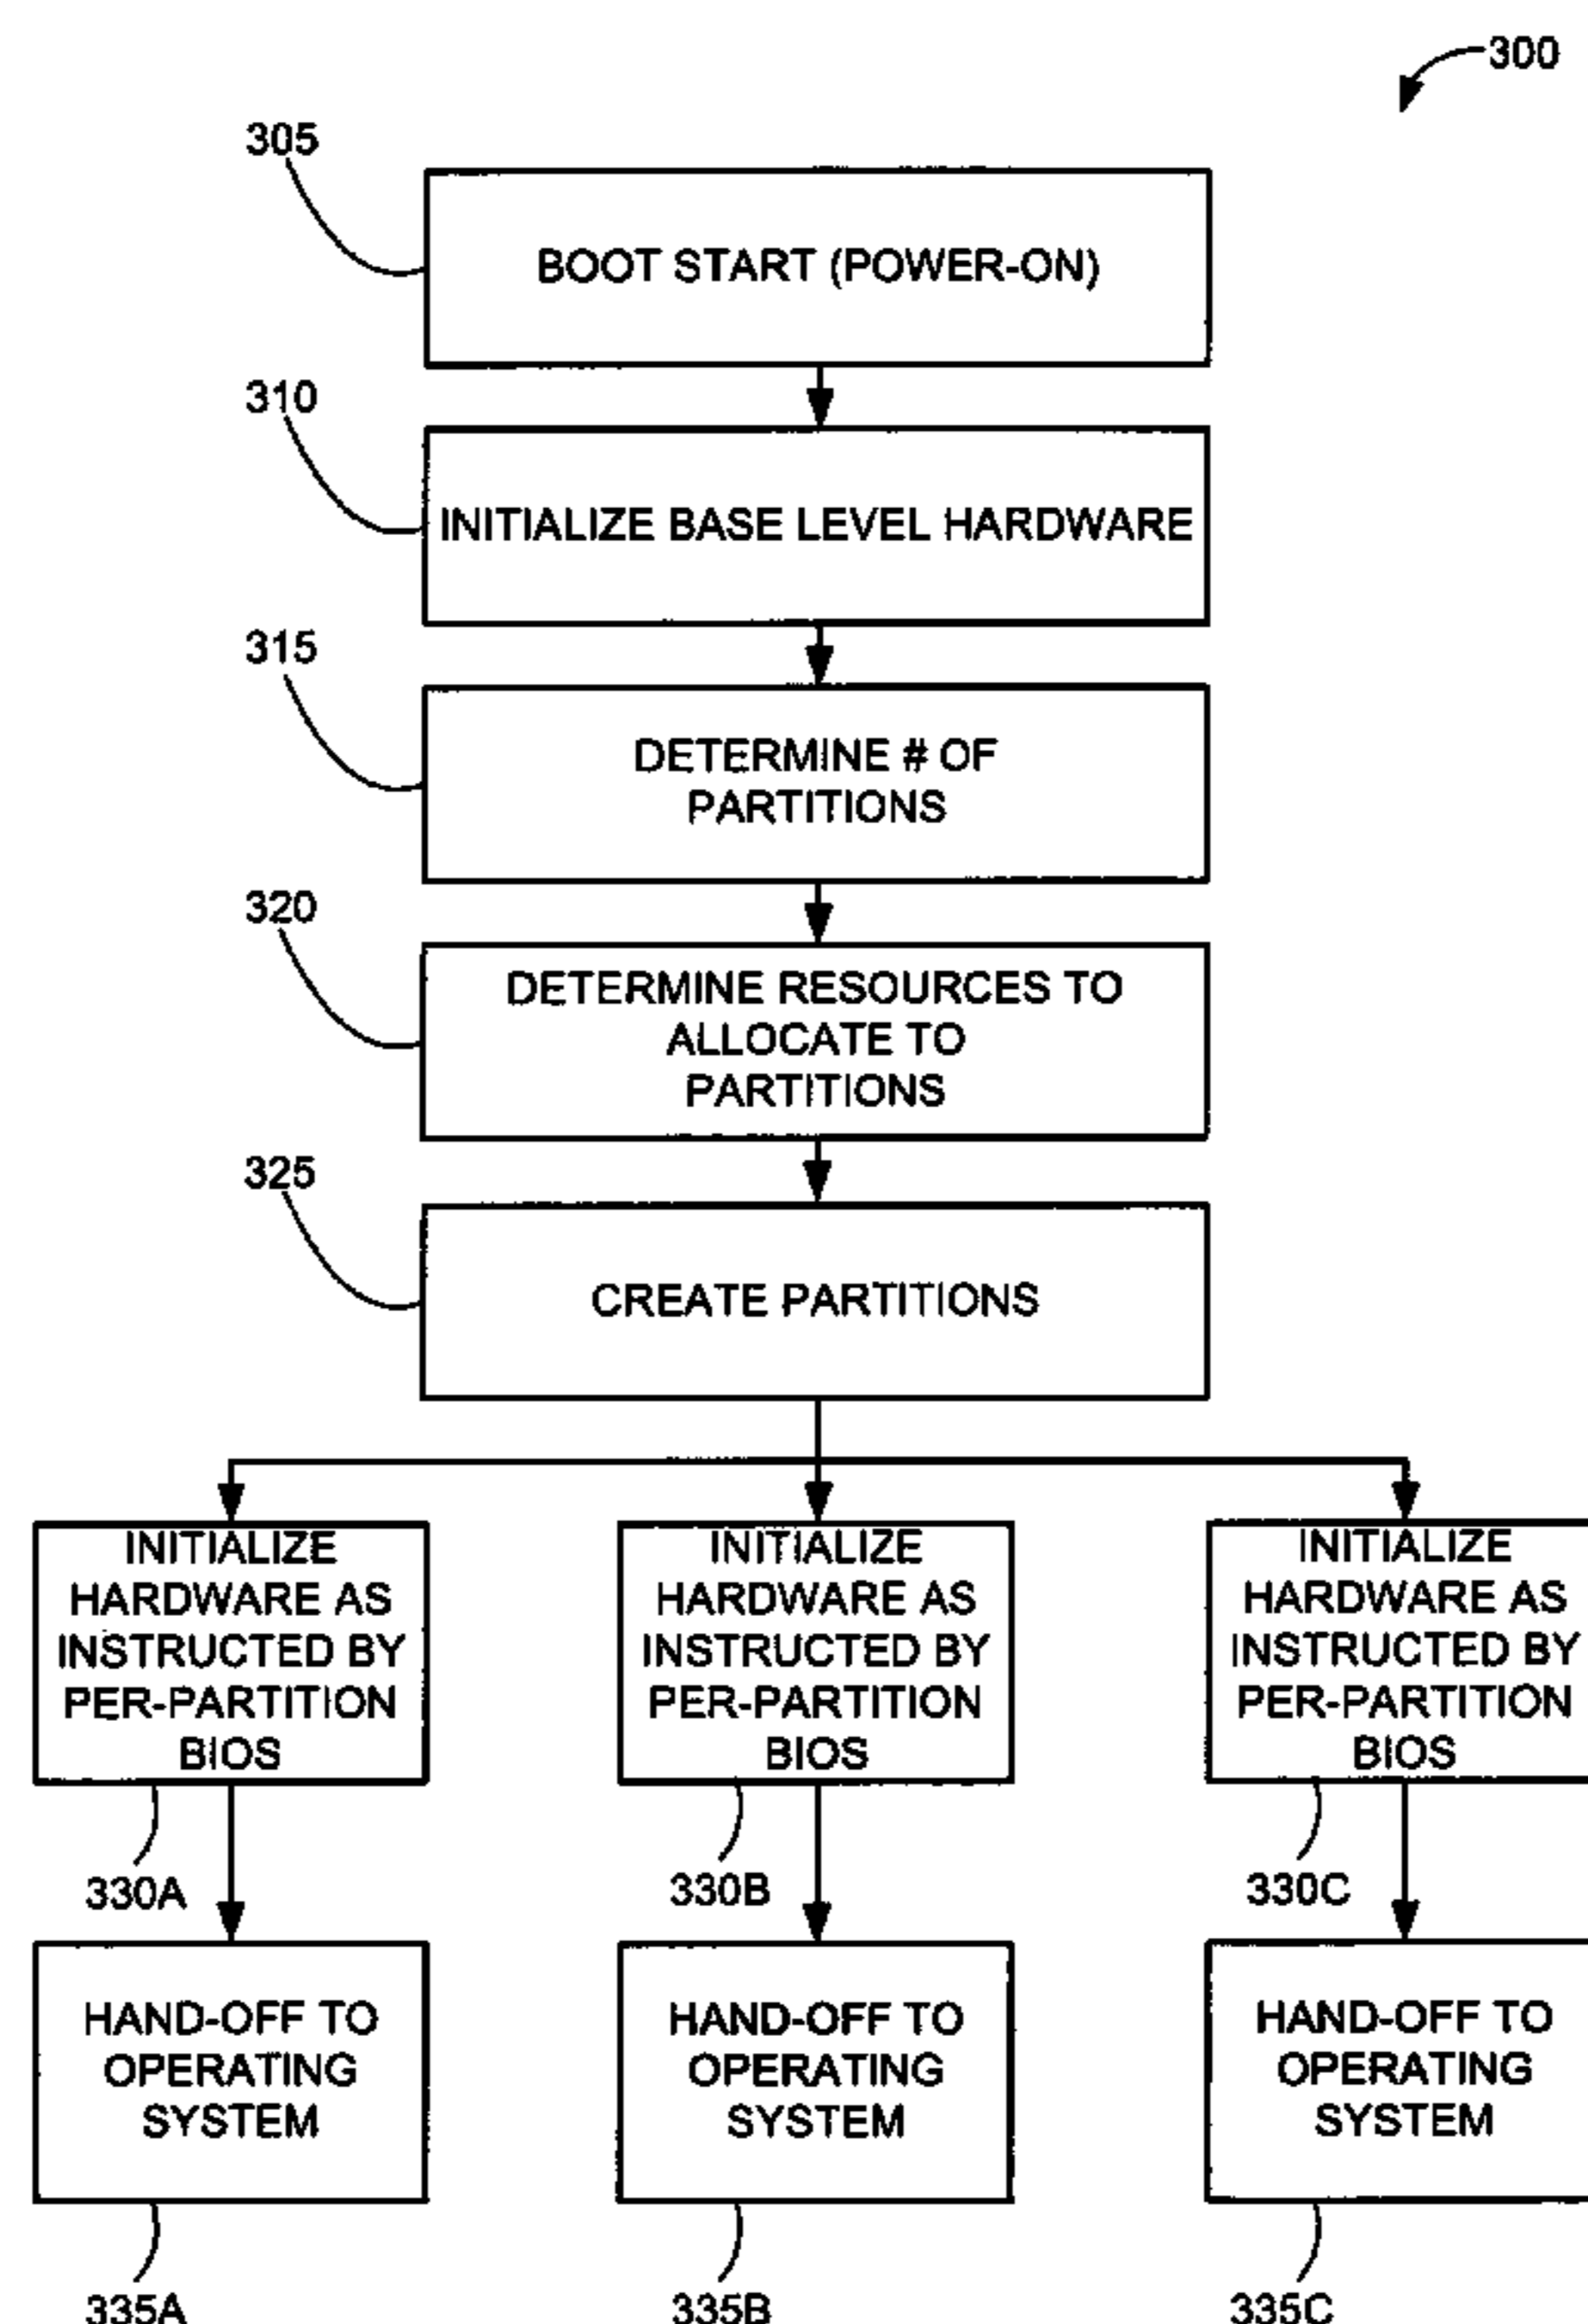 300
305
BOOT START (POWER-ON)
310
INITIALIZE BASE LEVEL HARDWARE
315
DETERMINE # OF
PARTITIONS
320
DETERMINE RESOURCES TO
ALLOCATE TO
PARTITIONS
325
CREATE PARTITIONS
INITIALIZE
HARDWARE AS
INSTRUCTED BY
PER-PARTITION
BIOS
330A
INITIALIZE
HARDWARE AS
INSTRUCTED BY
PER-PARTITION
BIOS
330B
INITIALIZE
HARDWARE AS
INSTRUCTED BY
PER-PARTITION
BIOS
330C
HAND-OFF TO
OPERATING
SYSTEM
335A
HAND-OFF TO
OPERATING
SYSTEM
335B
HAND-OFF TO
OPERATING
SYSTEM
335C